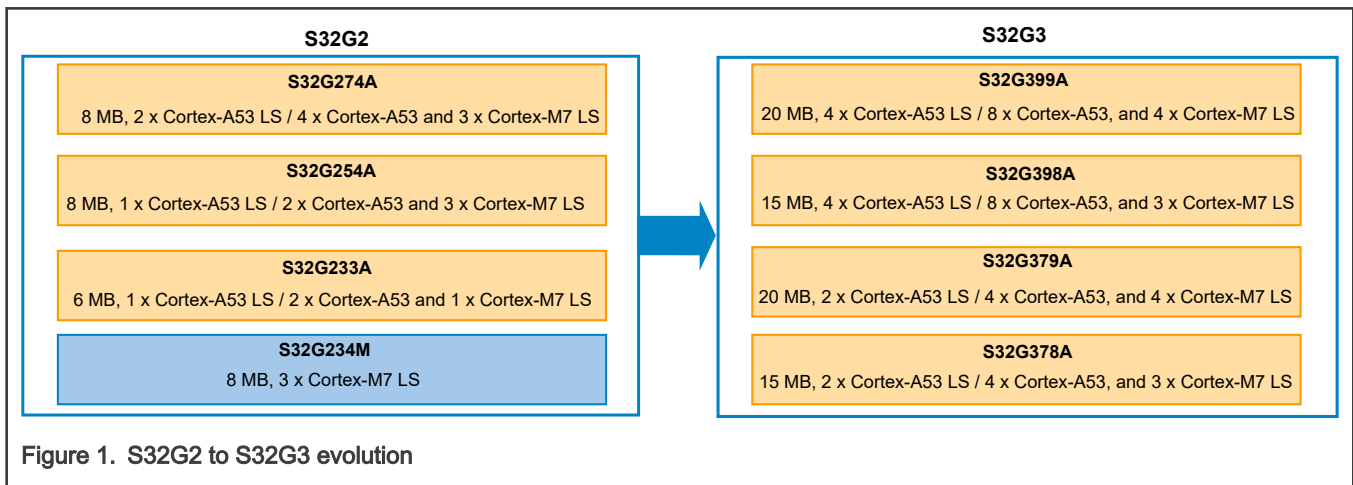 S32G2
S32G274A
8 MB, 2 x Cortex-A53 LS / 4 x Cortex-A53 and 3 x Cortex-M7 LS
S32G254A
8 MB, 1 x Cortex-A53 LS / 2 x Cortex-A53 and 3 x Cortex-M7 LS
S32G233A
6 MB, 1 x Cortex-A53 LS / 2 x Cortex-A53 and 1 x Cortex-M7 LS
S32G234M
8 MB, 3 x Cortex-M7 LS
S32G3
S32G399A
20 MB, 4 x Cortex-A53 LS / 8 x Cortex-A53, and 4 x Cortex-M7 LS
S32G398A
15 MB, 4 x Cortex-A53 LS / 8 x Cortex-A53, and 3 x Cortex-M7 LS
S32G379A
20 MB, 2 x Cortex-A53 LS / 4 x Cortex-A53, and 4 x Cortex-M7 LS
S32G378A
15 MB, 2 x Cortex-A53 LS / 4 x Cortex-A53, and 3 x Cortex-M7 LS
Figure 1. S32G2 to S32G3 evolution